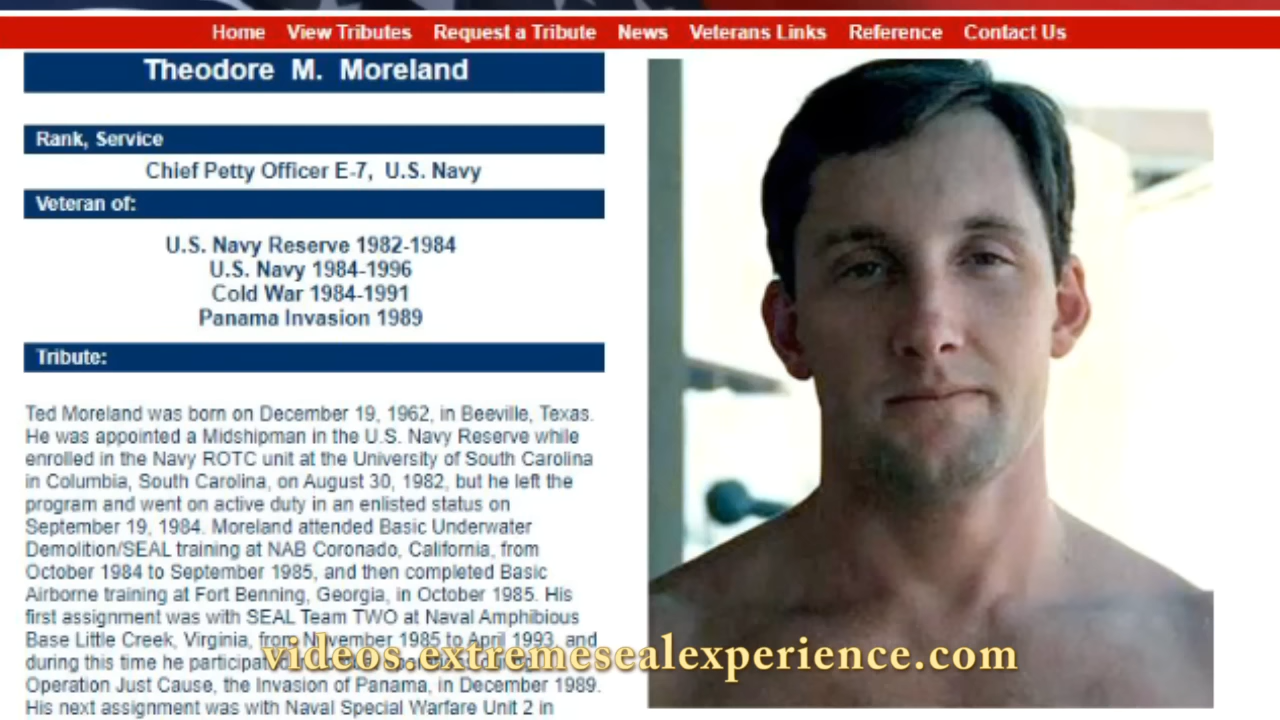 Home View Tributes Request a Tribute News Veterans Links Reference Contact Us
Theodore M. Moreland
Rank, Service
Chief Petty Officer E-7, U.S. Navy
Veteran of:
U.S. Navy Reserve 1982-1984
U.S. Navy 1984-1996
Cold War 1984-1991
Panama Invasion 1989
Tribute:
Ted Moreland was born on December 19, 1962, in Beeville, Texas.
He was appointed a Midshipman in the U.S. Navy Reserve while
enrolled in the Navy ROTC unit at the University of South Carolina
in Columbia, South Carolina, on August 30, 1982, but he left the
program and went on active duty in an enlisted status on
September 19, 1984. Moreland attended Basic Underwater
Demolition/SEAL training at NAB Coronado, California, from
October 1984 to September 1985, and then completed Basic
Airborne training at Fort Benning, Georgia, in October 1985. His
first assignment was with SEAL Team TWO at Naval Amphibious
Base Little Creek, Virginia, from November 1985 to April 1993, and
videos.extremesealexperience.com
during this time he
Operation Just Cause, the Invasion of Panama, in December 1989.
His next assignment was with Naval Special Warfare Unit 2 in